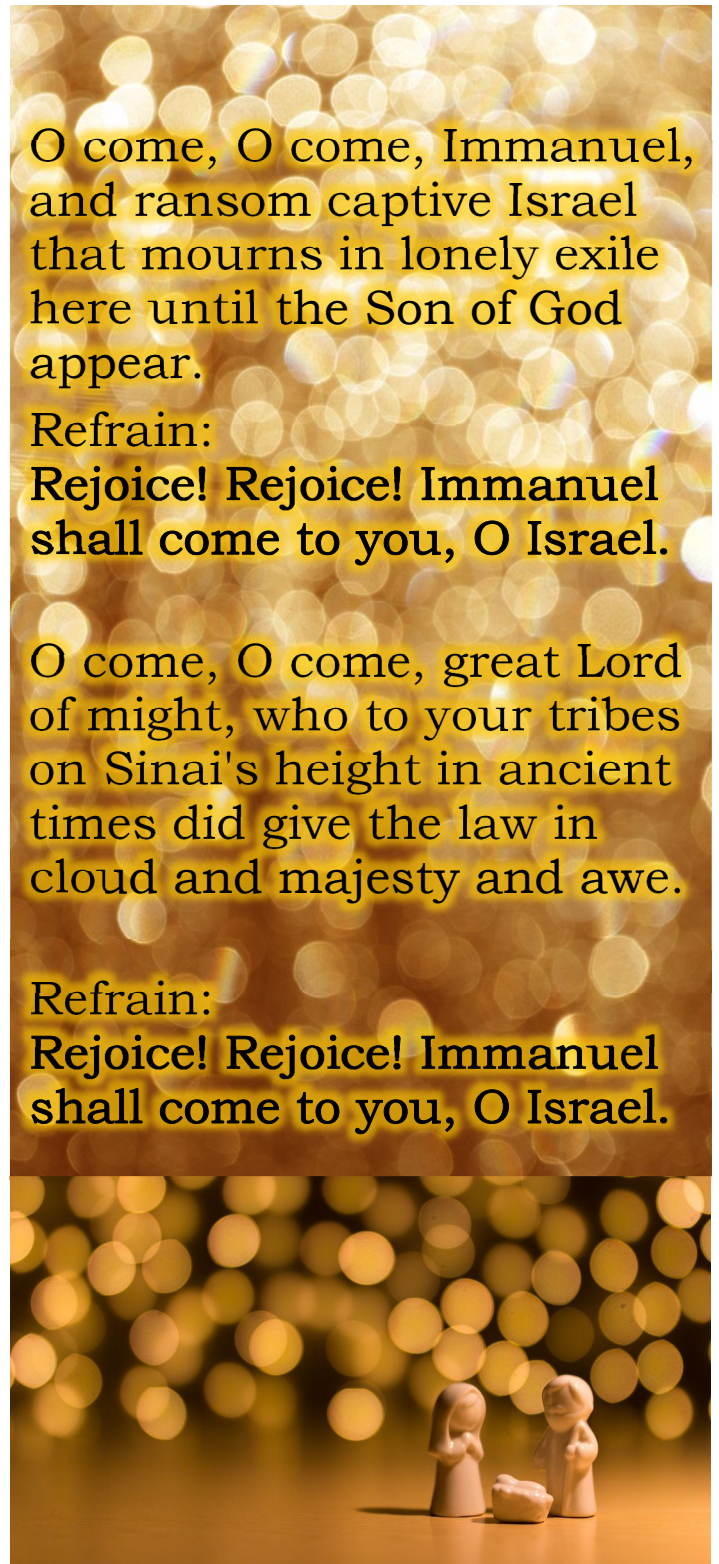 O come, O come, Immanuel,
and ransom captive Israel
that mourns in lonely exile
here until the Son of God
appear.
Refrain:
Rejoice! Rejoice! Immanuel
shall come to you, O Israel.
O come, O come, great Lord
of might, who to your tribes
on Sinai's height in ancient
times did give the law in
cloud and majesty and awe.
Refrain:
Rejoice! Rejoice! Immanuel
shall come to you, O Israel.